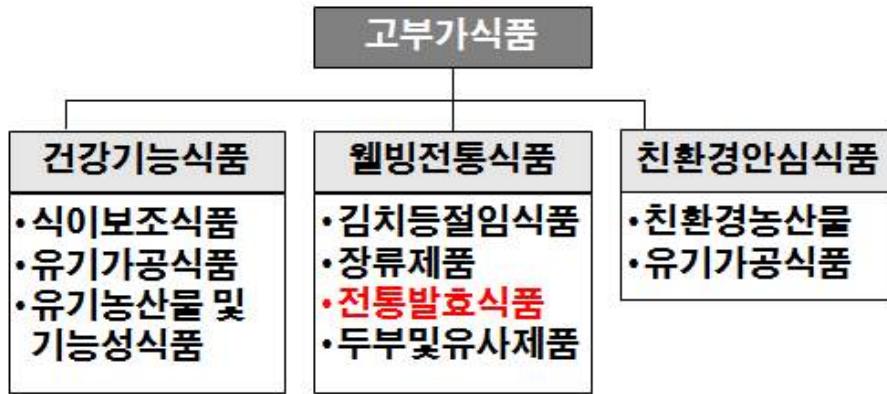 고부가식품
건강기능식품
• 식이보조식품
• 유기가공식품
• 유기농산물 및
기능성식품
웰빙전통식품
• 김치등절임식품
• 장류제품
• 전통발효식품
• 두부및유사제품
친환경안심식품
• 친환경농산물
• 유기가공식품